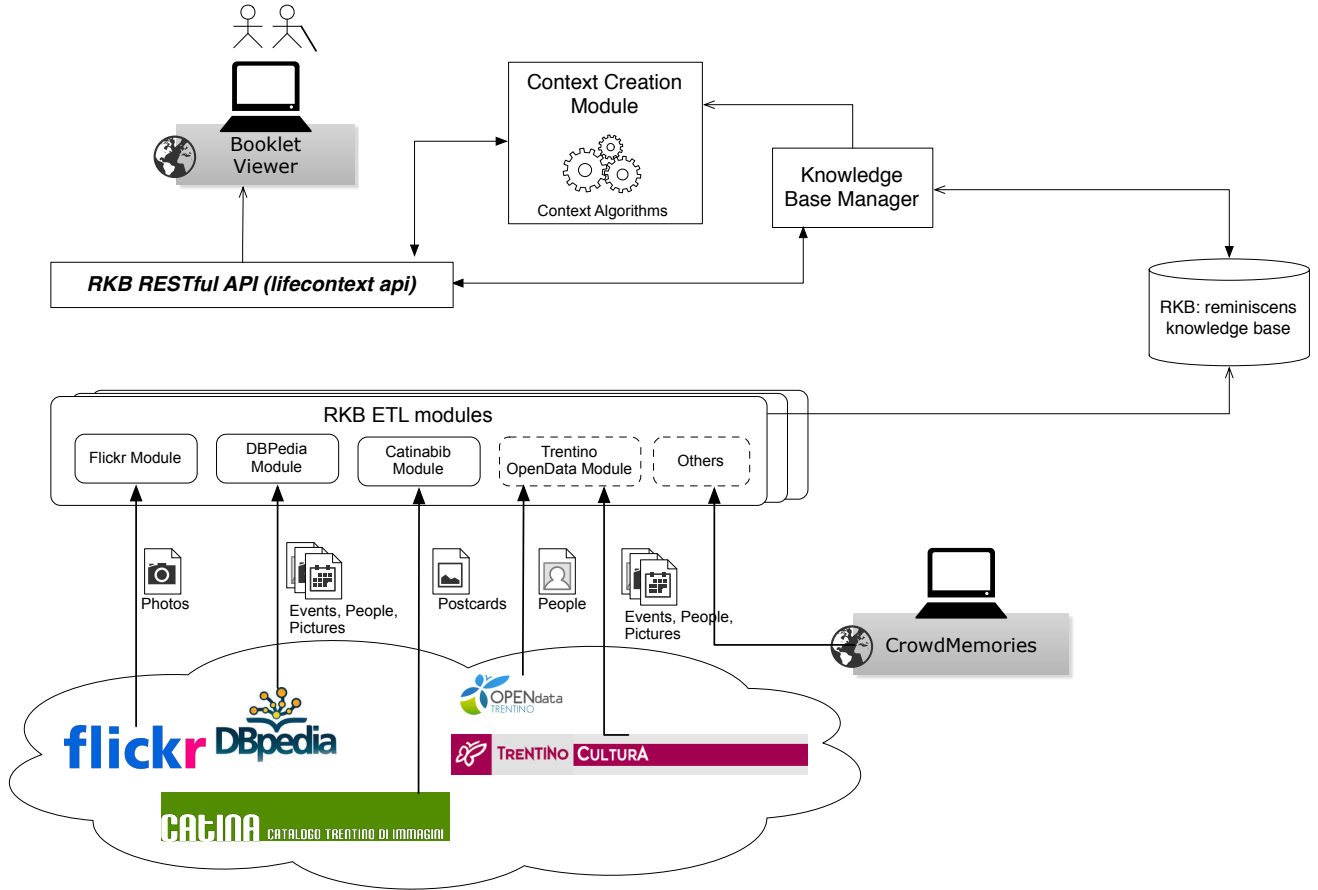 Context Creation
Module
Context Algorithms
Booklet
Viewer
Knowledge
Base Manager
RKB RESTful API (lifecontext api)
RKB: reminiscens
knowledge base
RKB ETL modules
Flickr Module
DBPedia
Module
Catinabib
Module
Trentino
OpenData Module
Others
Photos
Events, People,
Pictures
Postcards
People
Events, People,
Pictures
CrowdMemories
flickr
DBpedia
OPENdata
TRENTINO
TRENTINO CULTURA
CATINA CATALOGO TRENTINO DI IMMAGINI